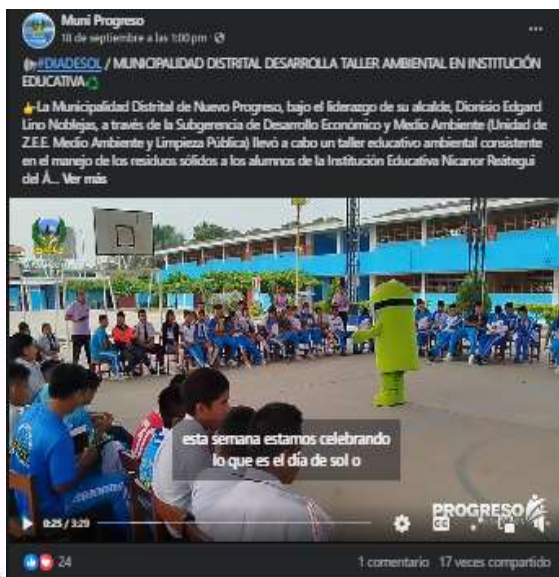 Muni Progreso
18 de septiembre a las 1:00 pm ·
#DIADESOL / MUNICIPALIDAD DISTRITAL DESARROLLA TALLER AMBIENTAL EN INSTITUCIÓN
EDUCATIVA
La Municipalidad Distrital de Nuevo Progreso, bajo el liderazgo de su alcalde, Dionisio Edgard
Lino Noblejas, a través de la Subgerencia de Desarrollo Económico y Medio Ambiente (Unidad de
Z.E.E. Medio Ambiente y Limpieza Pública) llevó a cabo un taller educativo ambiental consistente
en el manejo de los residuos sólidos a los alumnos de la Institución Educativa Nicanor Reátegui
del Á... Ver más
esta semana estamos celebrando
lo que es el día de sol o
PROGRESO
0:25 / 3:29
CC
24
1 comentario 17 veces compartido